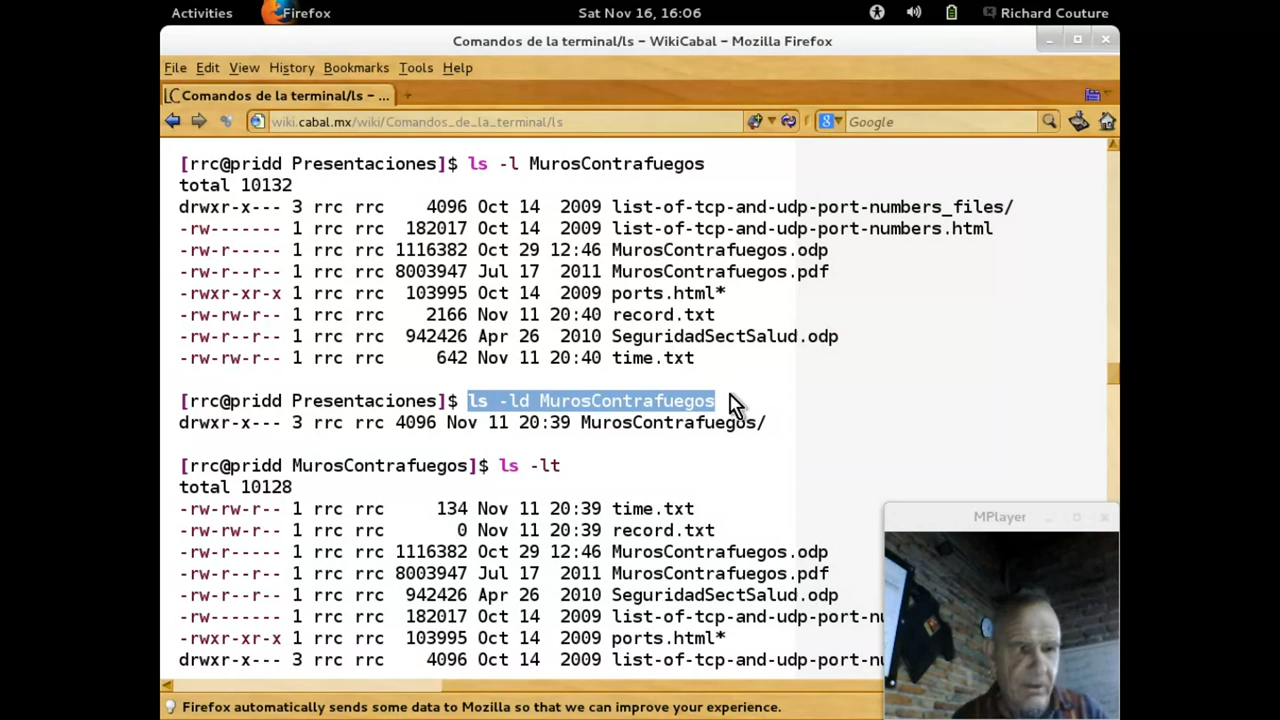 Activities Firefox Sat Nov 16, 16:06 Richard Couture
Comandos de la terminal/ls – WikiCabal – Mozilla Firefox
File Edit View History Bookmarks Tools Help
Comandos de la terminal/ls – ...
wiki.cabal.mx/wiki/Comandos_de_la_terminal/ls Google
[rrc@pridd Presentaciones]$ ls -l MurosContrafuegos
total 10132
drwxr-x--- 3 rrc rrc 4096 Oct 14 2009 list-of-tcp-and-udp-port-numbers_files/
-rw------- 1 rrc rrc 182017 Oct 14 2009 list-of-tcp-and-udp-port-numbers.html
-rw-r----- 1 rrc rrc 1116382 Oct 29 12:46 MurosContrafuegos.odp
-rw-r--r-- 1 rrc rrc 8003947 Jul 17 2011 MurosContrafuegos.pdf
-rwxr-xr-x 1 rrc rrc 103995 Oct 14 2009 ports.html*
-rw-rw-r-- 1 rrc rrc 2166 Nov 11 20:40 record.txt
-rw-r--r-- 1 rrc rrc 942426 Apr 26 2010 SeguridadSectSalud.odp
-rw-rw-r-- 1 rrc rrc 642 Nov 11 20:40 time.txt
[rrc@pridd Presentaciones]$ ls -ld MurosContrafuegos
drwxr-x--- 3 rrc rrc 4096 Nov 11 20:39 MurosContrafuegos/
[rrc@pridd MurosContrafuegos]$ ls -lt
total 10128
-rw-rw-r-- 1 rrc rrc 134 Nov 11 20:39 time.txt
-rw-rw-r-- 1 rrc rrc 0 Nov 11 20:39 record.txt
-rw-r----- 1 rrc rrc 1116382 Oct 29 12:46 MurosContrafuegos.odp
-rw-r--r-- 1 rrc rrc 8003947 Jul 17 2011 MurosContrafuegos.pdf
-rw-r--r-- 1 rrc rrc 942426 Apr 26 2010 SeguridadSectSalud.odp
-rw------- 1 rrc rrc 182017 Oct 14 2009 list-of-tcp-and-udp-port-nu
-rwxr-xr-x 1 rrc rrc 103995 Oct 14 2009 ports.html*
drwxr-x--- 3 rrc rrc 4096 Oct 14 2009 list-of-tcp-and-udp-port-nu
MPlayer
Firefox automatically sends some data to Mozilla so that we can improve your experience.